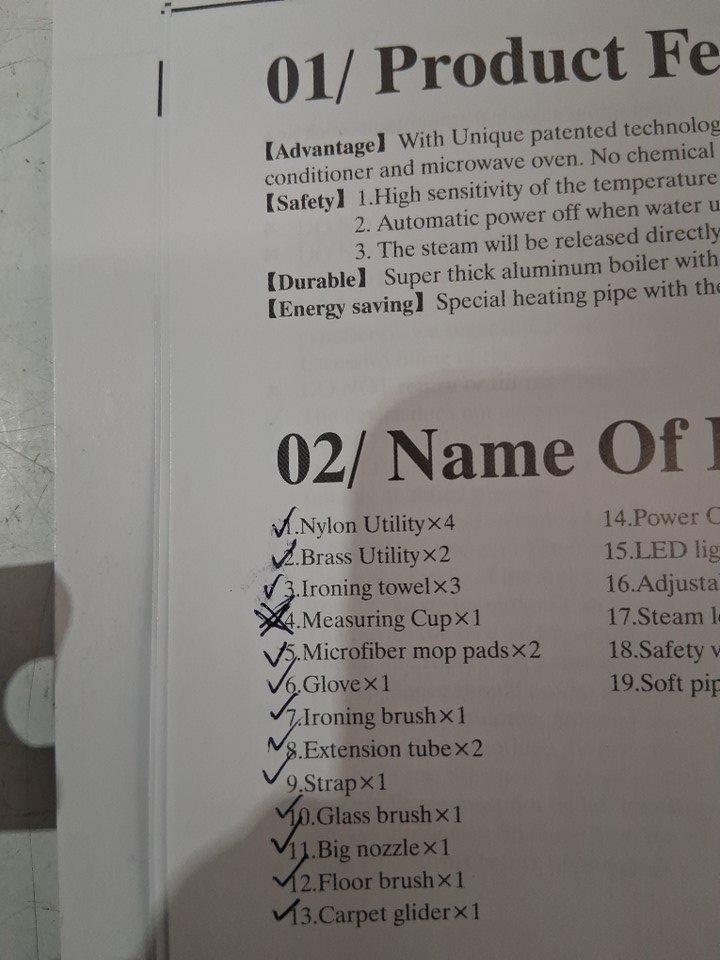 01/ Product Fe
【Advantage】 With Unique patented technolog
conditioner and microwave oven. No chemical
【Safety】 1.High sensitivity of the temperature
2. Automatic power off when water u
3. The steam will be released directly
【Durable】 Super thick aluminum boiler with
【Energy saving】 Special heating pipe with the
02/ Name Of
1.Nylon Utility×4
2.Brass Utility×2
3.Ironing towel×3
4.Measuring Cup×1
5.Microfiber mop pads×2
6.Glove×1
7.Ironing brush×1
8.Extension tube×2
9.Strap×1
10.Glass brush×1
11.Big nozzle×1
12.Floor brush×1
13.Carpet glider×1
14.Power C
15.LED lig
16.Adjusta
17.Steam l
18.Safety v
19.Soft pip